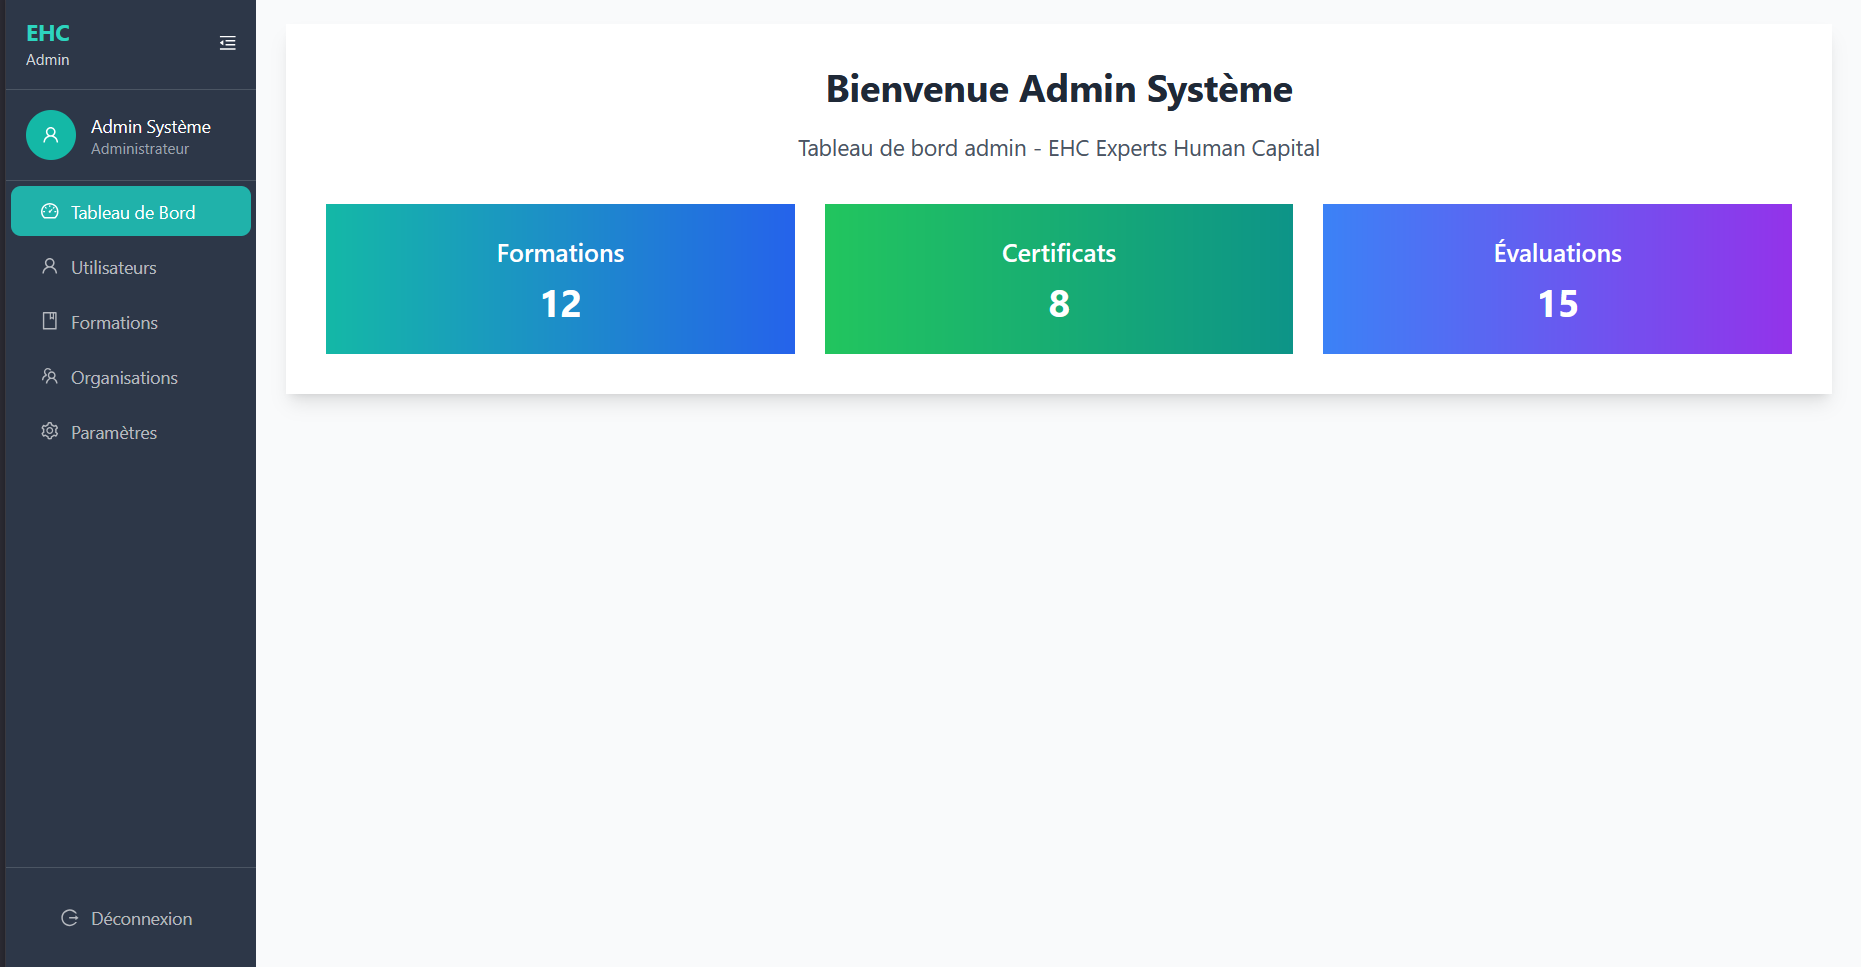 EHC
Admin
Admin Système
Administrateur
Tableau de Bord
Utilisateurs
Formations
Organisations
Paramètres
Déconnexion
Bienvenue Admin Système
Tableau de bord admin - EHC Experts Human Capital
Formations
12
Certificats
8
Évaluations
15